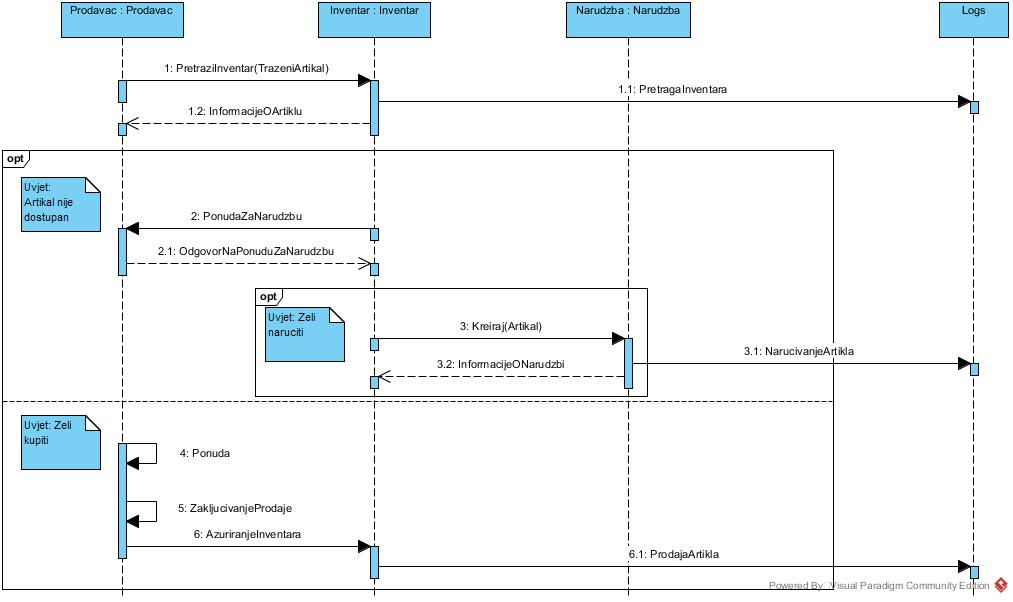 Prodavac : Prodavac
Inventar : Inventar
Narudzba : Narudzba
Logs
1: PretraziInventar(TrazeniArtikal)
1.1: PretragaInventara
1.2: InformacijeOArtiklu
opt
Uvjet:
Artikal nije
dostupan
2: PonudaZaNarudzbu
2.1: OdgovorNaPonuduZaNarudzbu
opt
Uvjet: Zeli
naruciti
3: Kreiraj(Artikal)
3.1: NarucivanjeArtikla
3.2: InformacijeONarudzbi
Uvjet: Zeli
kupiti
4: Ponuda
5: ZakljucivanjeProdaje
6: AzuriranjeInventara
6.1: ProdajaArtikla
Powered By Visual Paradigm Community Edition